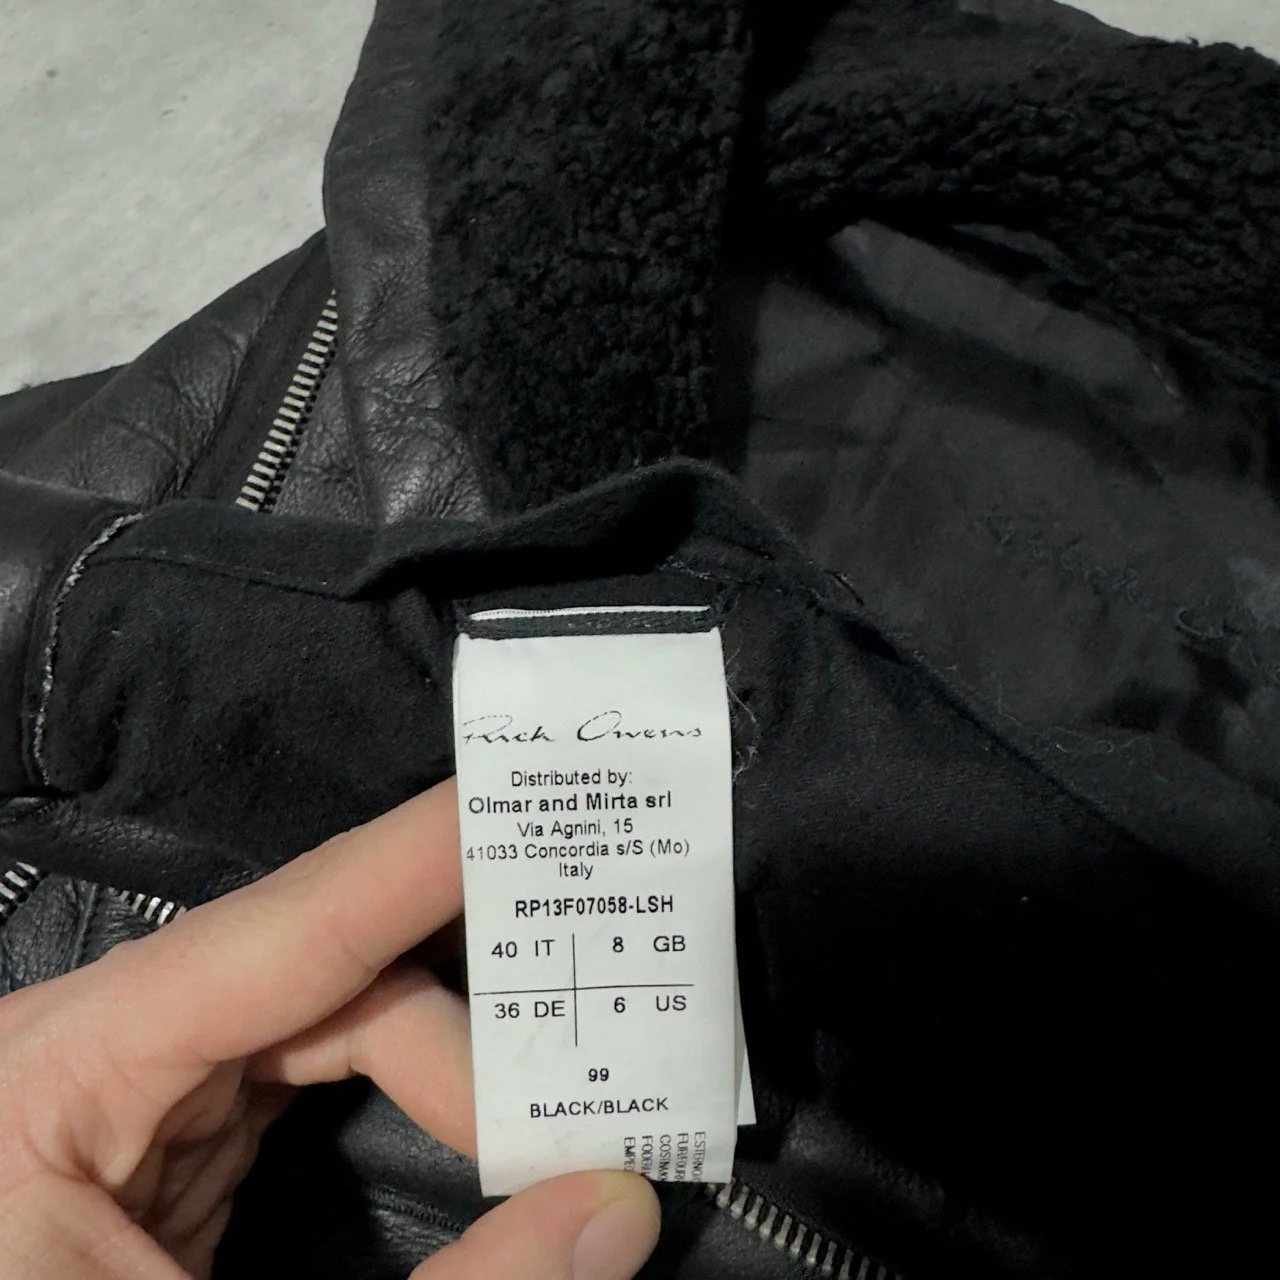 Rick Owens
Distributed by:
Olmar and Mirta srl
Via Agnini, 15
41033 Concordia s/S (Mo)
Italy
RP13F07058-LSH
40 IT 8 GB
36 DE 6 US
99
BLACK/BLACK